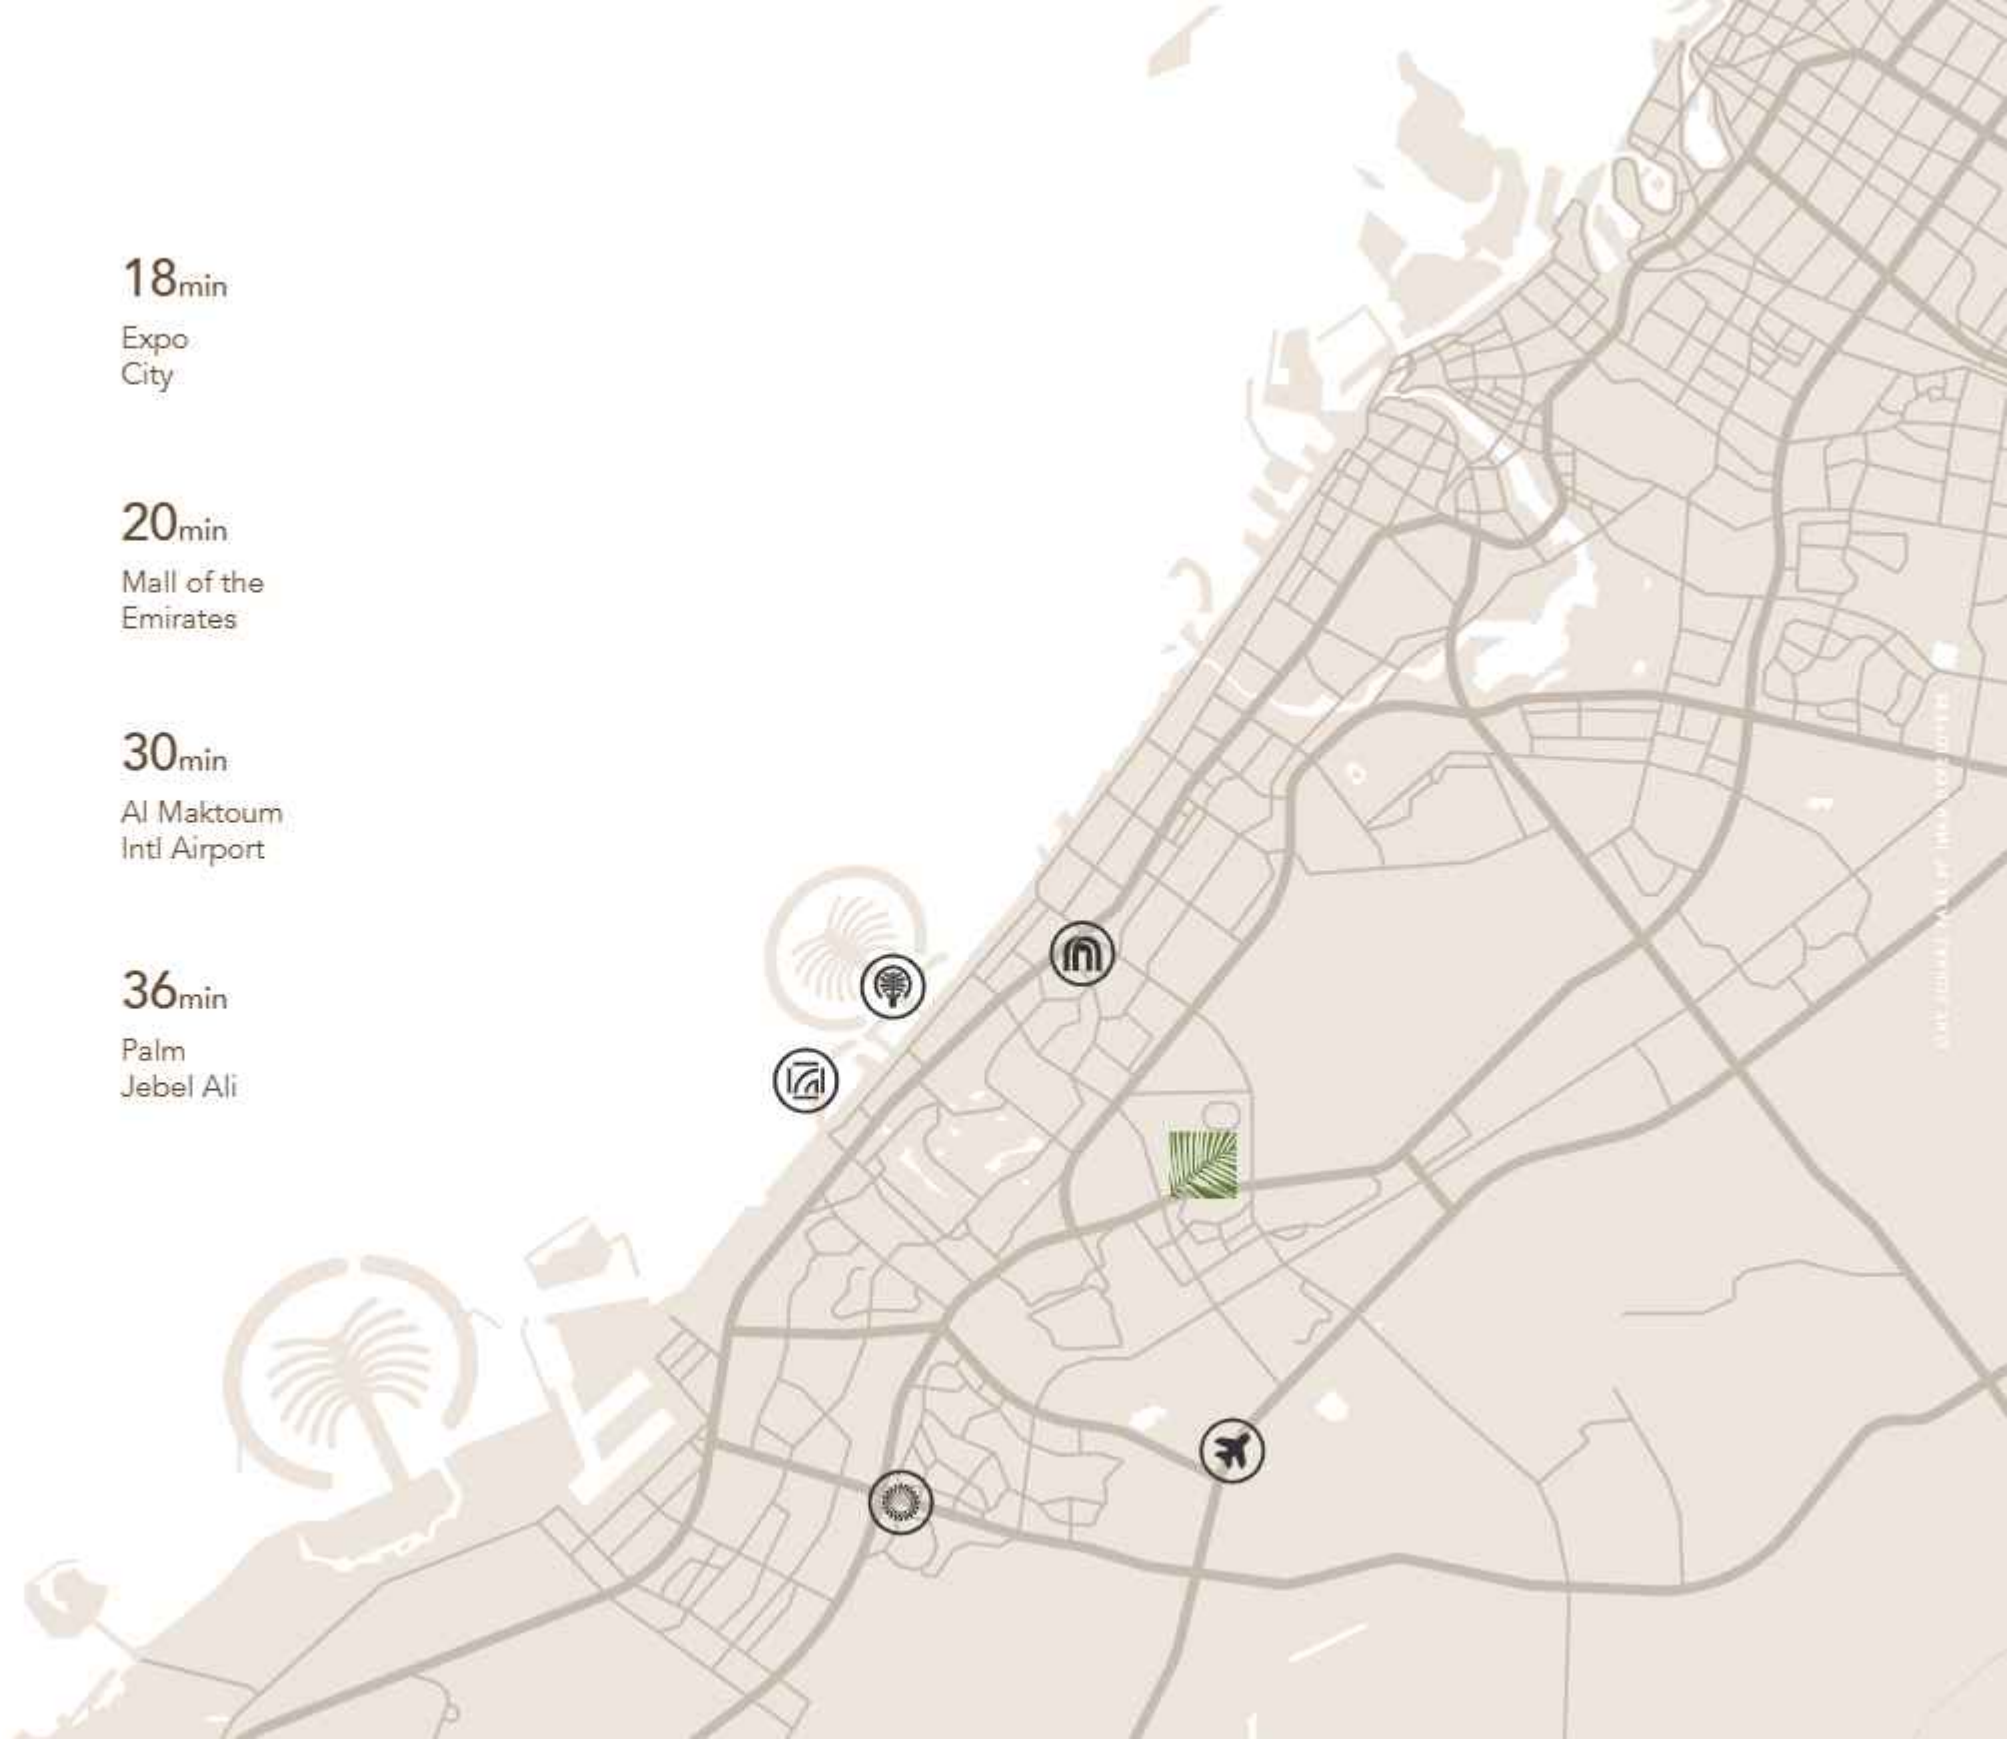 18min
Expo
City
20min
Mall of the
Emirates
30min
Al Maktoum
Intl Airport
36min
Palm
Jebel Ali